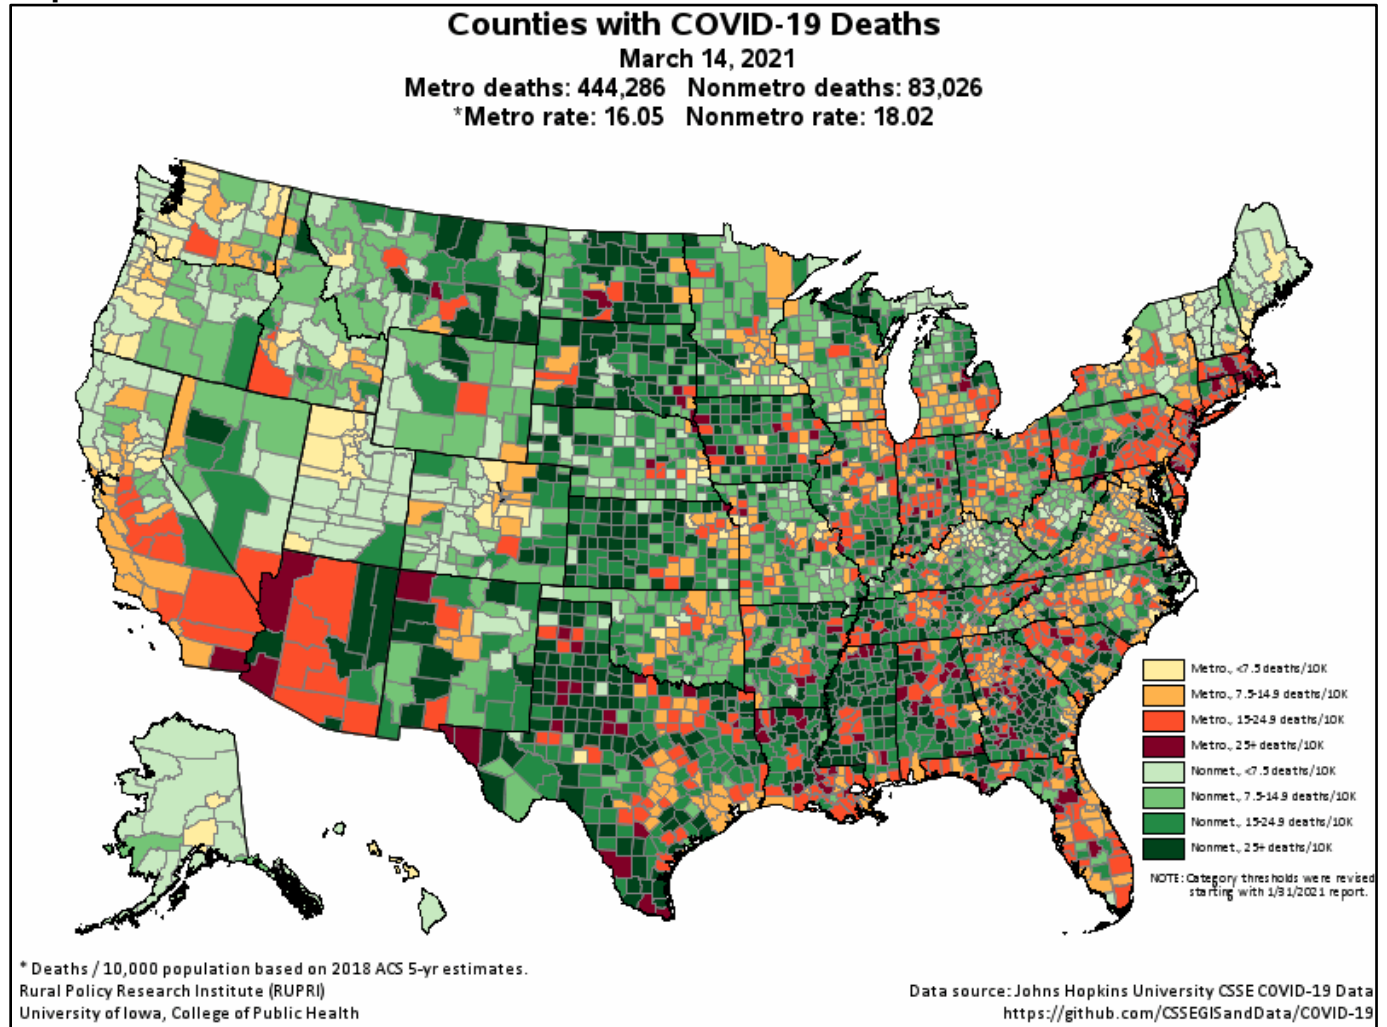 Counties with COVID-19 Deaths
March 14, 2021
Metro deaths: 444,286 Nonmetro deaths: 83,026
*Metro rate: 16.05 Nonmetro rate: 18.02
Metro., <7.5 deaths/10K
Metro., 7.5-14.9 deaths/10K
Metro., 15-24.9 deaths/10K
Metro., 25+ deaths/10K
Nonmet., <7.5 deaths/10K
Nonmet., 7.5-14.9 deaths/10K
Nonmet., 15-24.9 deaths/10K
Nonmet., 25+ deaths/10K
NOTE: Category thresholds were revised
starting with 1/31/2021 report.
* Deaths / 10,000 population based on 2018 ACS 5-yr estimates.
Rural Policy Research Institute (RUPRI)
University of Iowa, College of Public Health
Data source: Johns Hopkins University CSSE COVID-19 Data
https://github.com/CSSEGISandData/COVID-19